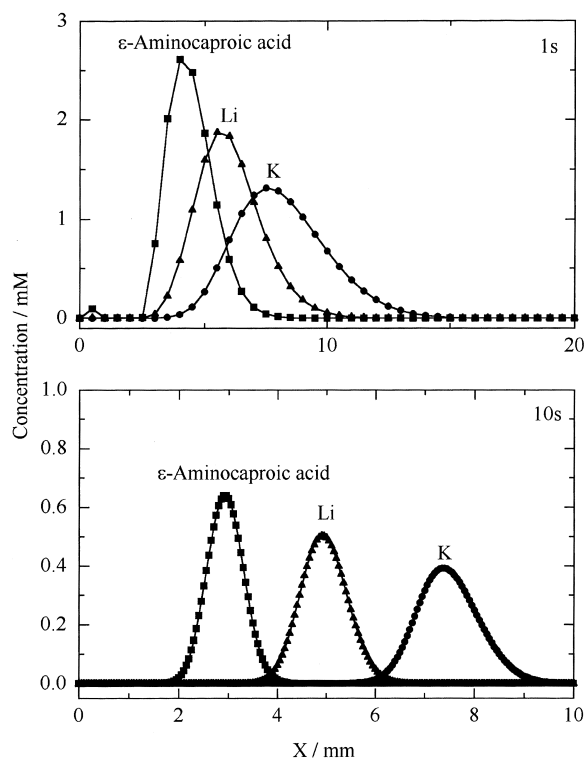 3
ε-Aminocaproic acid
1s
Li
2
K
1
0
0
10
20
Concentration / mM
1.0
10s
0.8
ε-Aminocaproic acid
0.6
Li
K
0.4
0.2
0.0
0
2
4
6
8
10
X / mm